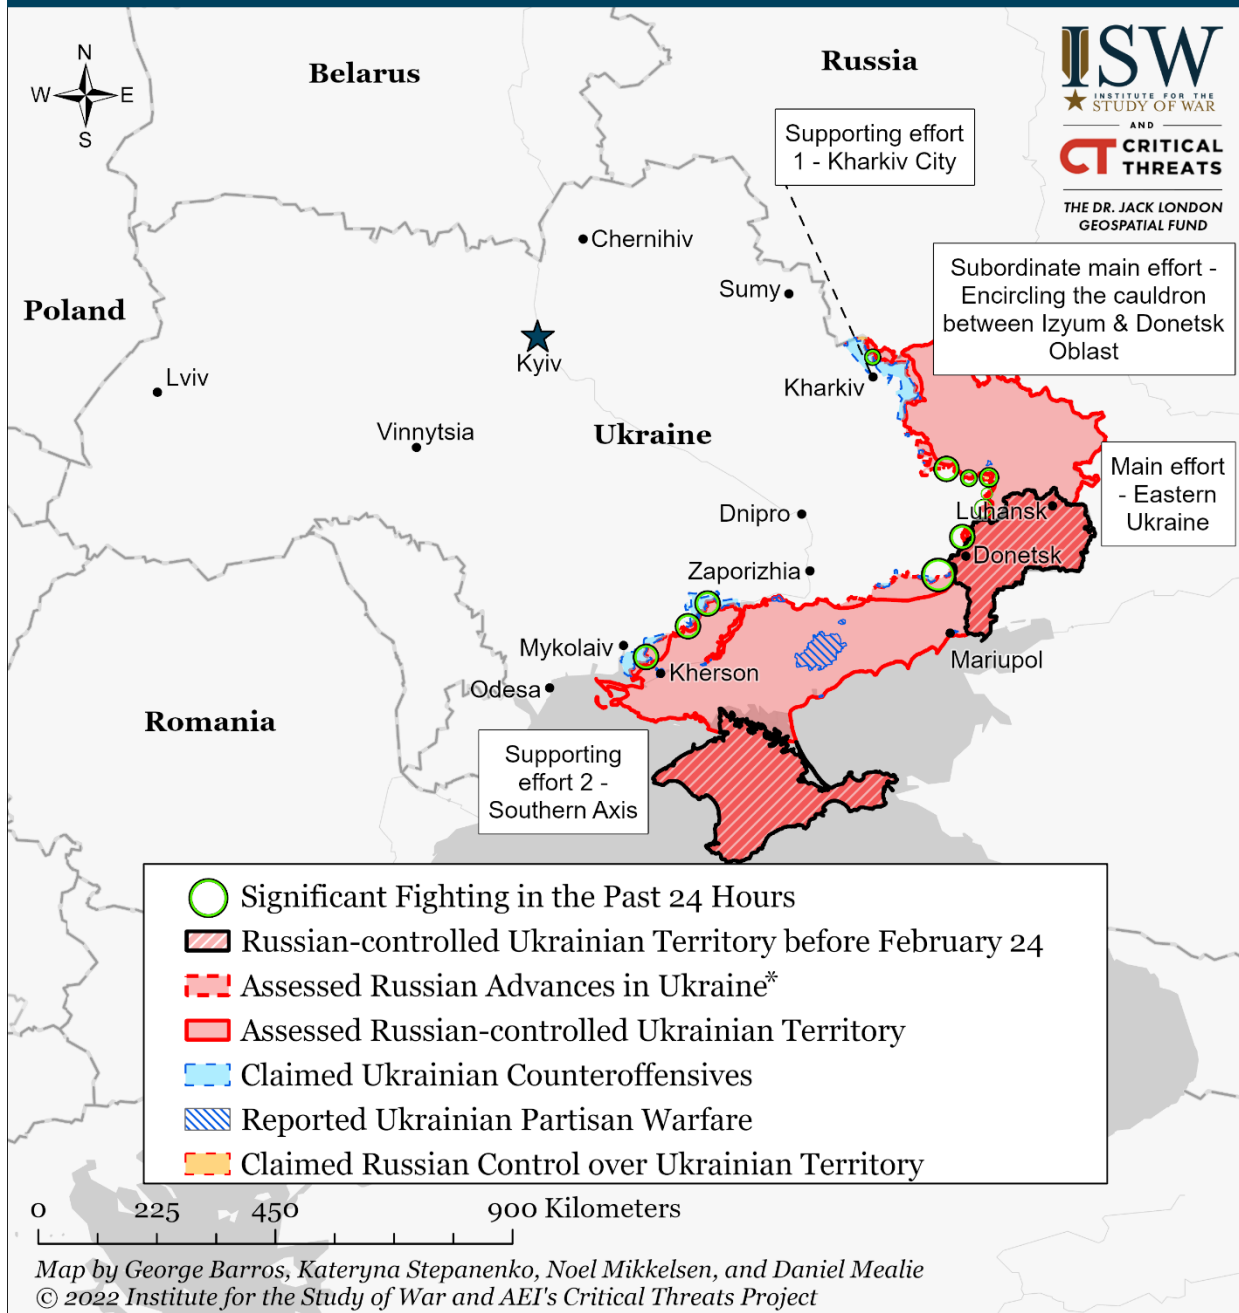 N
W
E
S
Belarus
Russia
ISW
INSTITUTE FOR THE
STUDY OF WAR
AND
CT CRITICAL
THREATS
THE DR. JACK LONDON
GEOSPATIAL FUND
Supporting effort
1 - Kharkiv City
Chernihiv
Sumy
Subordinate main effort -
Encircling the cauldron
between Izyum & Donetsk
Oblast
Poland
Kyiv
Lviv
Kharkiv
Vinnytsia
Ukraine
Main effort
- Eastern
Ukraine
Dnipro
Luhansk
Donetsk
Zaporizhia
Mykolaiv
Mariupol
Kherson
Odesa
Romania
Supporting
effort 2 -
Southern Axis
Significant Fighting in the Past 24 Hours
Russian-controlled Ukrainian Territory before February 24
Assessed Russian Advances in Ukraine*
Assessed Russian-controlled Ukrainian Territory
Claimed Ukrainian Counteroffensives
Reported Ukrainian Partisan Warfare
Claimed Russian Control over Ukrainian Territory
0 225 450 900 Kilometers
Map by George Barros, Kateryna Stepanenko, Noel Mikkelsen, and Daniel Mealie
© 2022 Institute for the Study of War and AEI's Critical Threats Project